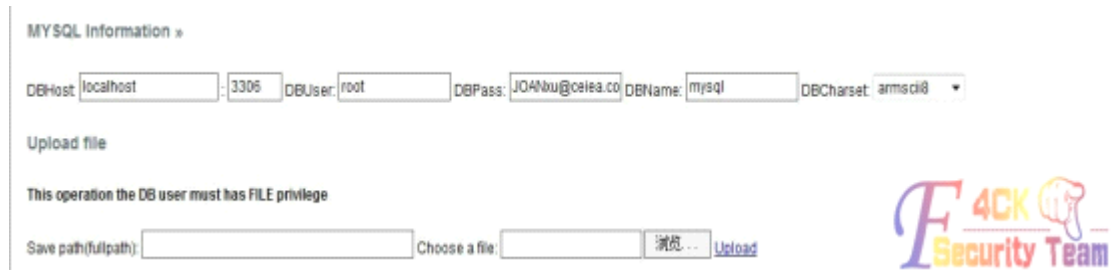 MYSQL Information »
DBHost: localhost : 3306 DBUser: root DBPass: JOANxu@ceiea.co DBName: mysql DBCharset: armscii8
Upload file
This operation the DB user must has FILE privilege
Save path(fullpath): Choose a file: 浏览... Upload
F4CK
Security Team